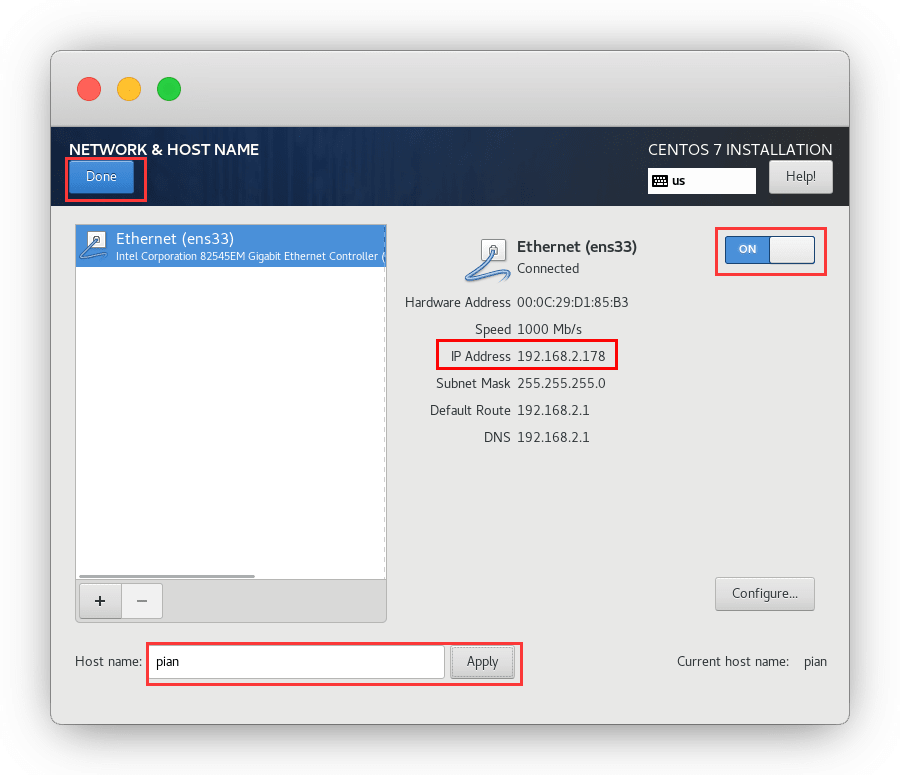 NETWORK & HOST NAME
CENTOS 7 INSTALLATION
Done
us
Help!
Ethernet (ens33)
Intel Corporation 82545EM Gigabit Ethernet Controller (
Ethernet (ens33)
Connected
ON
Hardware Address 00:0C:29:D1:85:B3
Speed 1000 Mb/s
IP Address 192.168.2.178
Subnet Mask 255.255.255.0
Default Route 192.168.2.1
DNS 192.168.2.1
+ −
Configure...
Host name: pian Apply
Current host name: pian